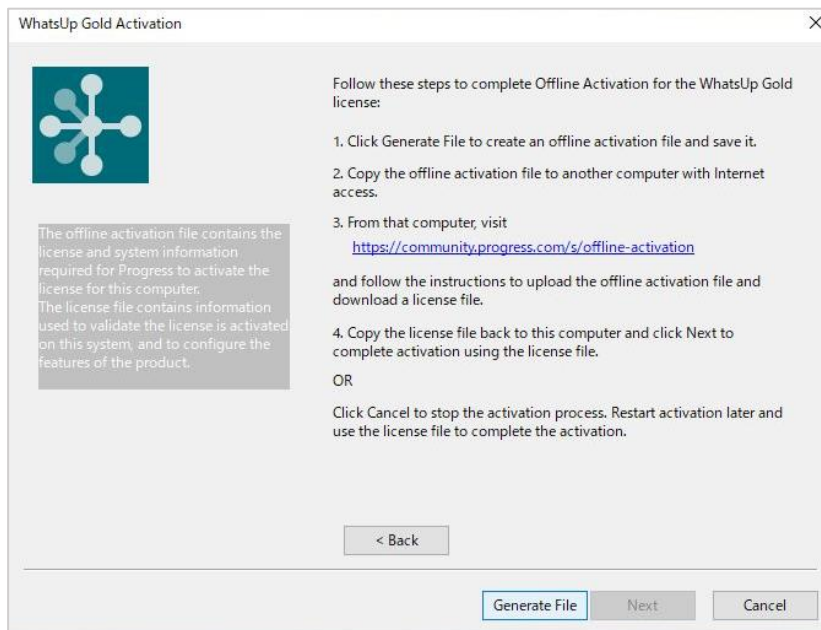 WhatsUp Gold Activation
The offline activation file contains the
license and system information
required for Progress to activate the
license for this computer.
The license file contains information
used to validate the license is activated
on this system, and to configure the
features of the product.
Follow these steps to complete Offline Activation for the WhatsUp Gold
license:
1. Click Generate File to create an offline activation file and save it.
2. Copy the offline activation file to another computer with Internet
access.
3. From that computer, visit
https://community.progress.com/s/offline-activation
and follow the instructions to upload the offline activation file and
download a license file.
4. Copy the license file back to this computer and click Next to
complete activation using the license file.
OR
Click Cancel to stop the activation process. Restart activation later and
use the license file to complete the activation.
< Back
Generate File
Next
Cancel